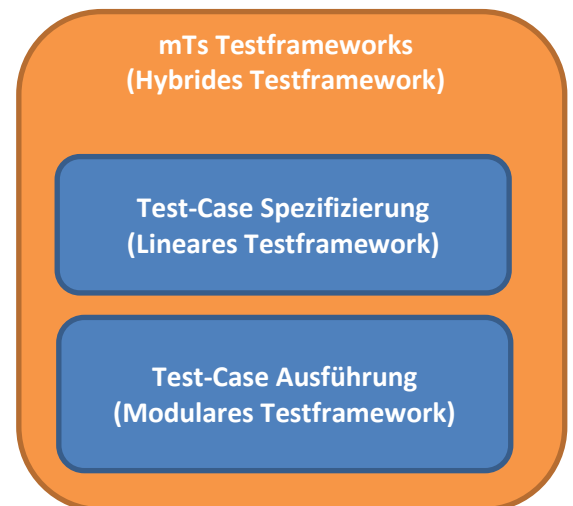 mTs Testframeworks
(Hybrides Testframework)
Test-Case Spezifizierung
(Lineares Testframework)
Test-Case Ausführung
(Modulares Testframework)